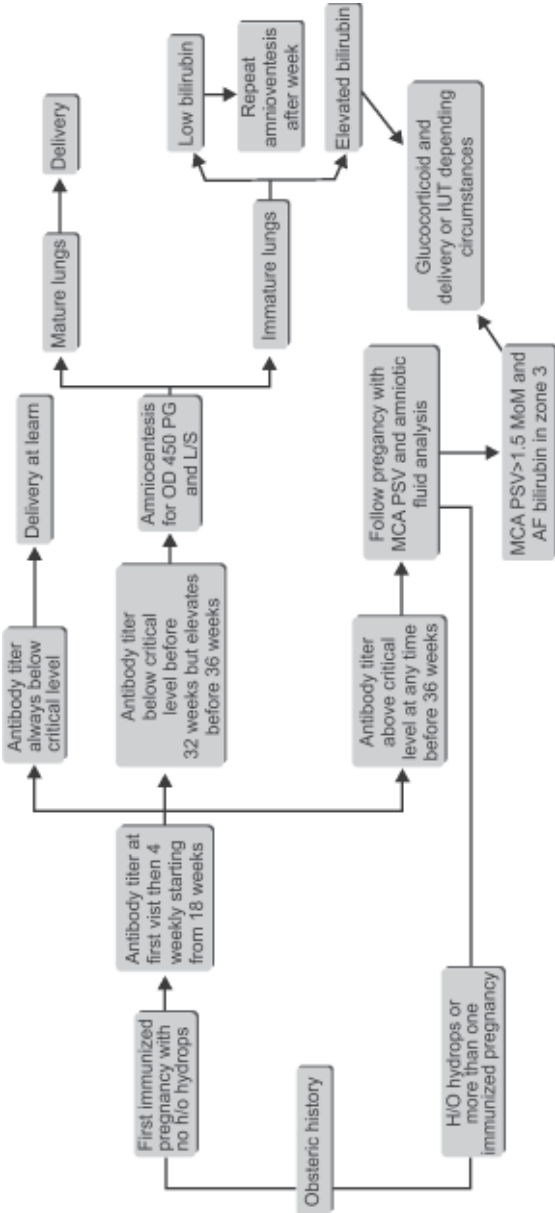 Obsteric history
First immunized
pregnancy with
no h/o hydrops
H/O hydrops or
more than one
immunized pregnancy
Antibody titer at
first vist then 4
weekly starting
from 18 weeks
Antibody titer
always below
critical level
Delivery at learn
Antibody titer
below critical
level before
32 weeks but elevates
before 36 weeks
Amniocentesis
for OD 450 PG
and L/S
Mature lungs
Delivery
Immature lungs
Low bilirubin
Repeat
amnioventesis
after week
Elevated bilirubin
Antibody titer
above critical
level at any time
before 36 weeks
Follow pregancy with
MCA PSV and amniotic
fluid analysis
MCA PSV>1.5 MoM and
AF bilirubin in zone 3
Glucocorticoid and
delivery or IUT depending
circumstances